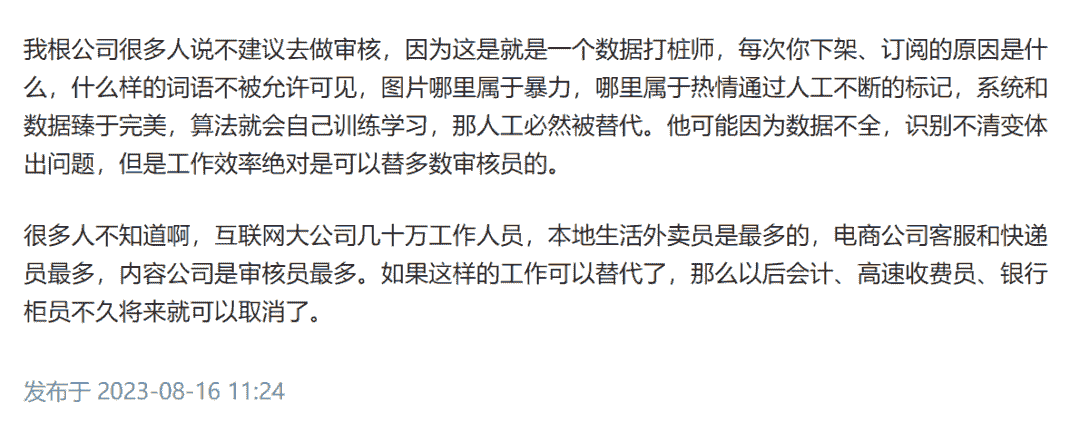 我根公司很多人说不建议去做审核，因为这是就是一个数据打桩师，每次你下架、订阅的原因是什
么，什么样的词语不被允许可见，图片哪里属于暴力，哪里属于热情通过人工不断的标记，系统和
数据臻于完美，算法就会自己训练学习，那人工必然被替代。他可能因为数据不全，识别不清变体
出问题，但是工作效率绝对是可以替多数审核员的。
很多人不知道啊，互联网大公司几十万工作人员，本地生活外卖员是最多的，电商公司客服和快递
员最多，内容公司是审核员最多。如果这样的工作可以替代了，那么以后会计、高速收费员、银行
柜员不久将来就可以取消了。
发布于 2023-08-16 11:24